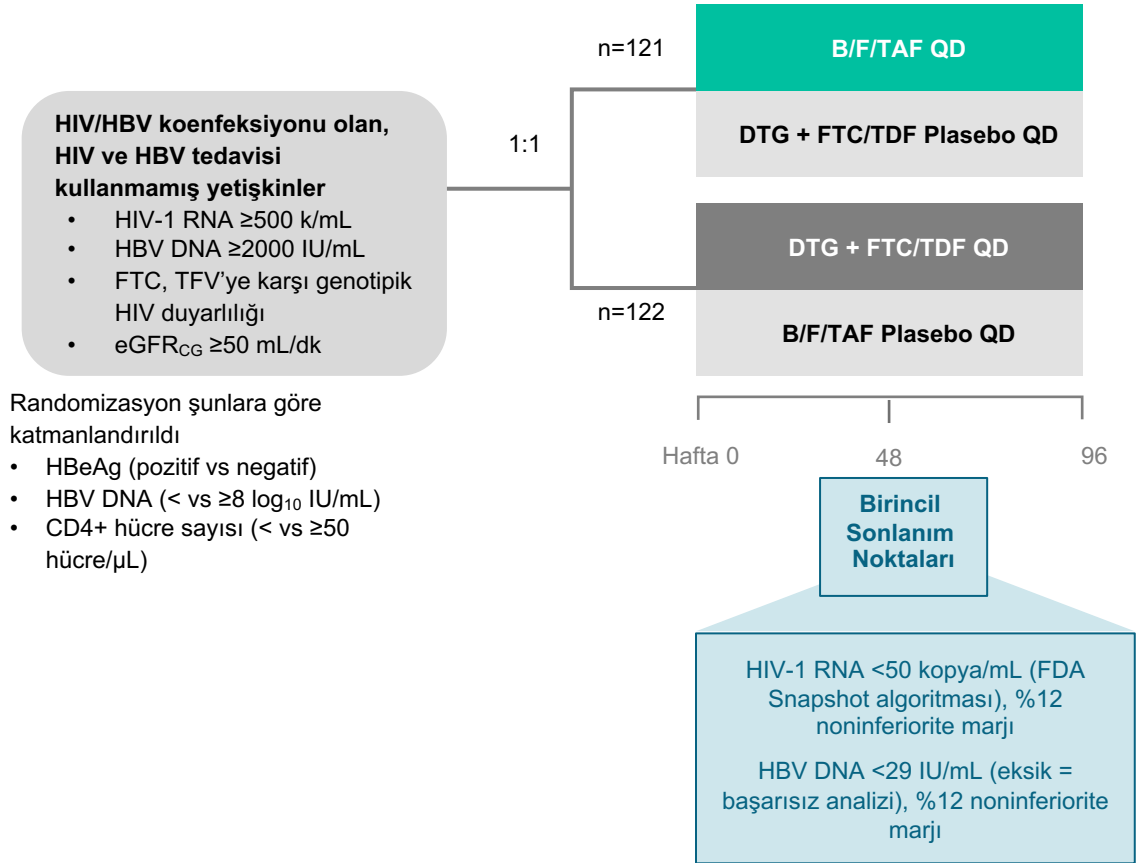 HIV/HBV koenfeksiyonu olan,
HIV ve HBV tedavisi
kullanmamış yetişkinler
• HIV-1 RNA ≥500 k/mL
• HBV DNA ≥2000 IU/mL
• FTC, TFV’ye karşı genotipik
HIV duyarlılığı
• eGFRCG ≥50 mL/dk
Randomizasyon şunlara göre
katmanlandırıldı
• HBeAg (pozitif vs negatif)
• HBV DNA (< vs ≥8 log10 IU/mL)
• CD4+ hücre sayısı (< vs ≥50
hücre/µL)
1:1
n=121
B/F/TAF QD
DTG + FTC/TDF Plasebo QD
n=122
DTG + FTC/TDF QD
B/F/TAF Plasebo QD
Hafta 0 48 96
Birincil
Sonlanım
Noktaları
HIV-1 RNA <50 kopya/mL (FDA
Snapshot algoritması), %12
noninferiorite marjı
HBV DNA <29 IU/mL (eksik =
başarısız analizi), %12 noninferiorite
marjı